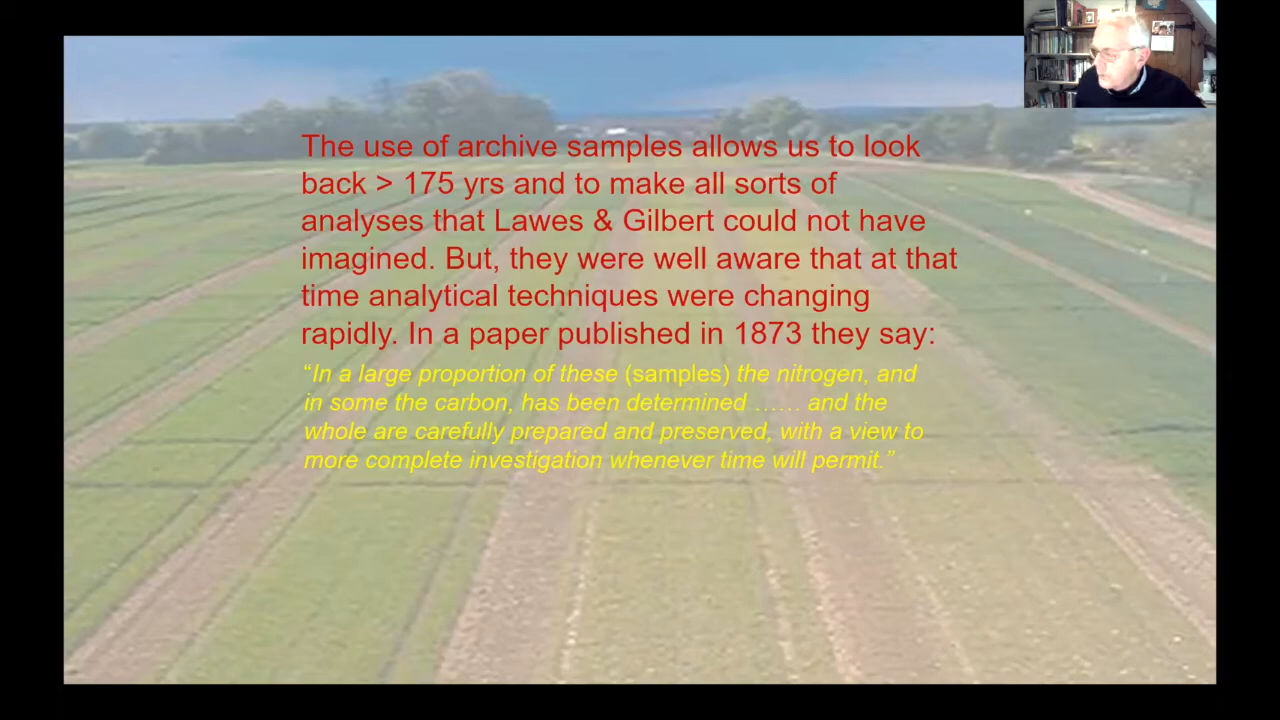 The use of archive samples allows us to look
back > 175 yrs and to make all sorts of
analyses that Lawes & Gilbert could not have
imagined. But, they were well aware that at that
time analytical techniques were changing
rapidly. In a paper published in 1873 they say:
“In a large proportion of these (samples) the nitrogen, and
in some the carbon, has been determined …… and the
whole are carefully prepared and preserved, with a view to
more complete investigation whenever time will permit.”